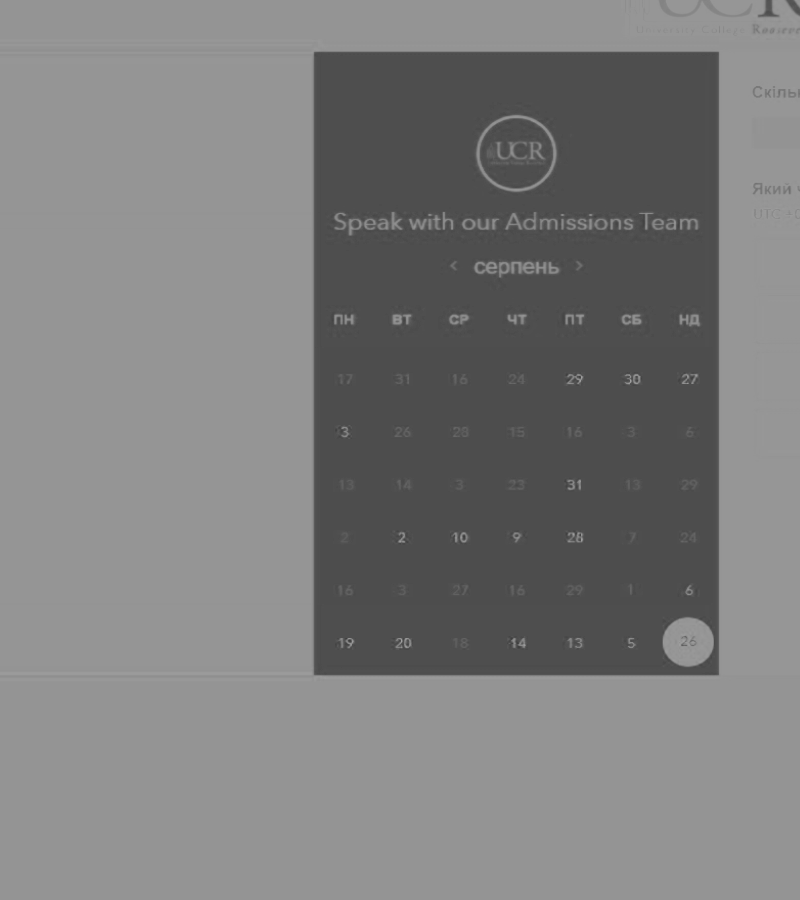 UCR
University College Roosevelt
Скіль
UCR
Speak with our Admissions Team
Який ч
< серпень >
ПН ВТ СР ЧТ ПТ СБ НД
17 31 16 24 29 30 27
3 26 28 15 16 3 6
13 14 3 23 31 13 29
2 2 10 9 28 7 24
16 3 27 16 29 1 6
19 20 18 14 13 5 26